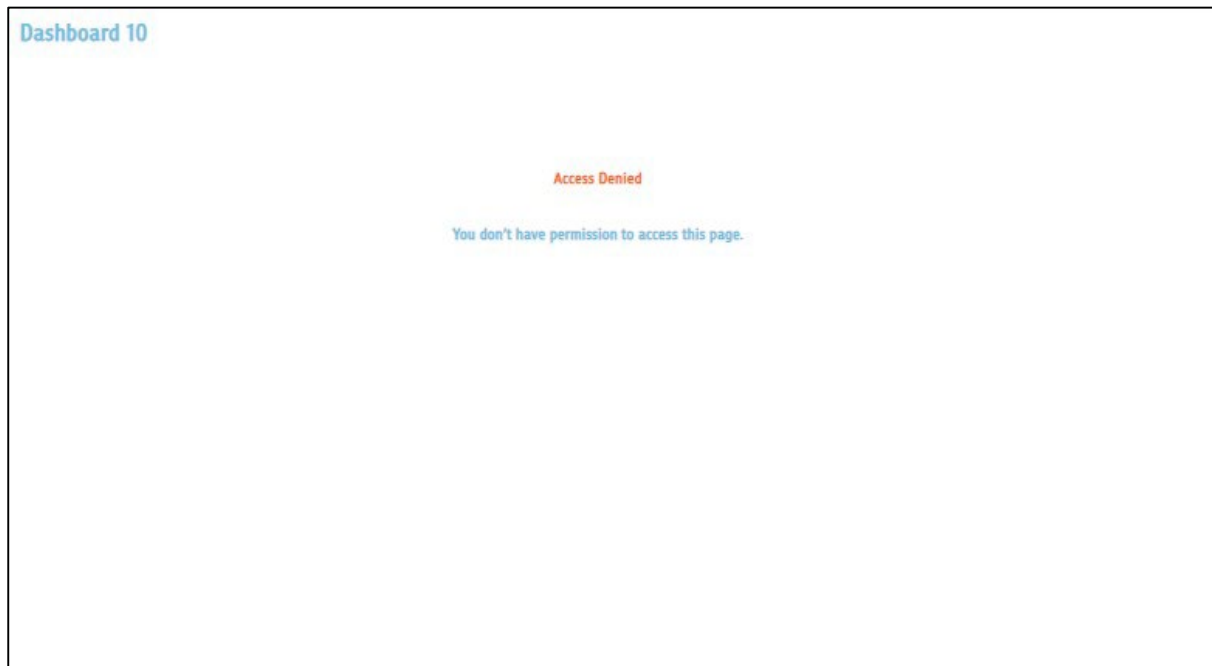 Dashboard 10
Access Denied
You don't have permission to access this page.